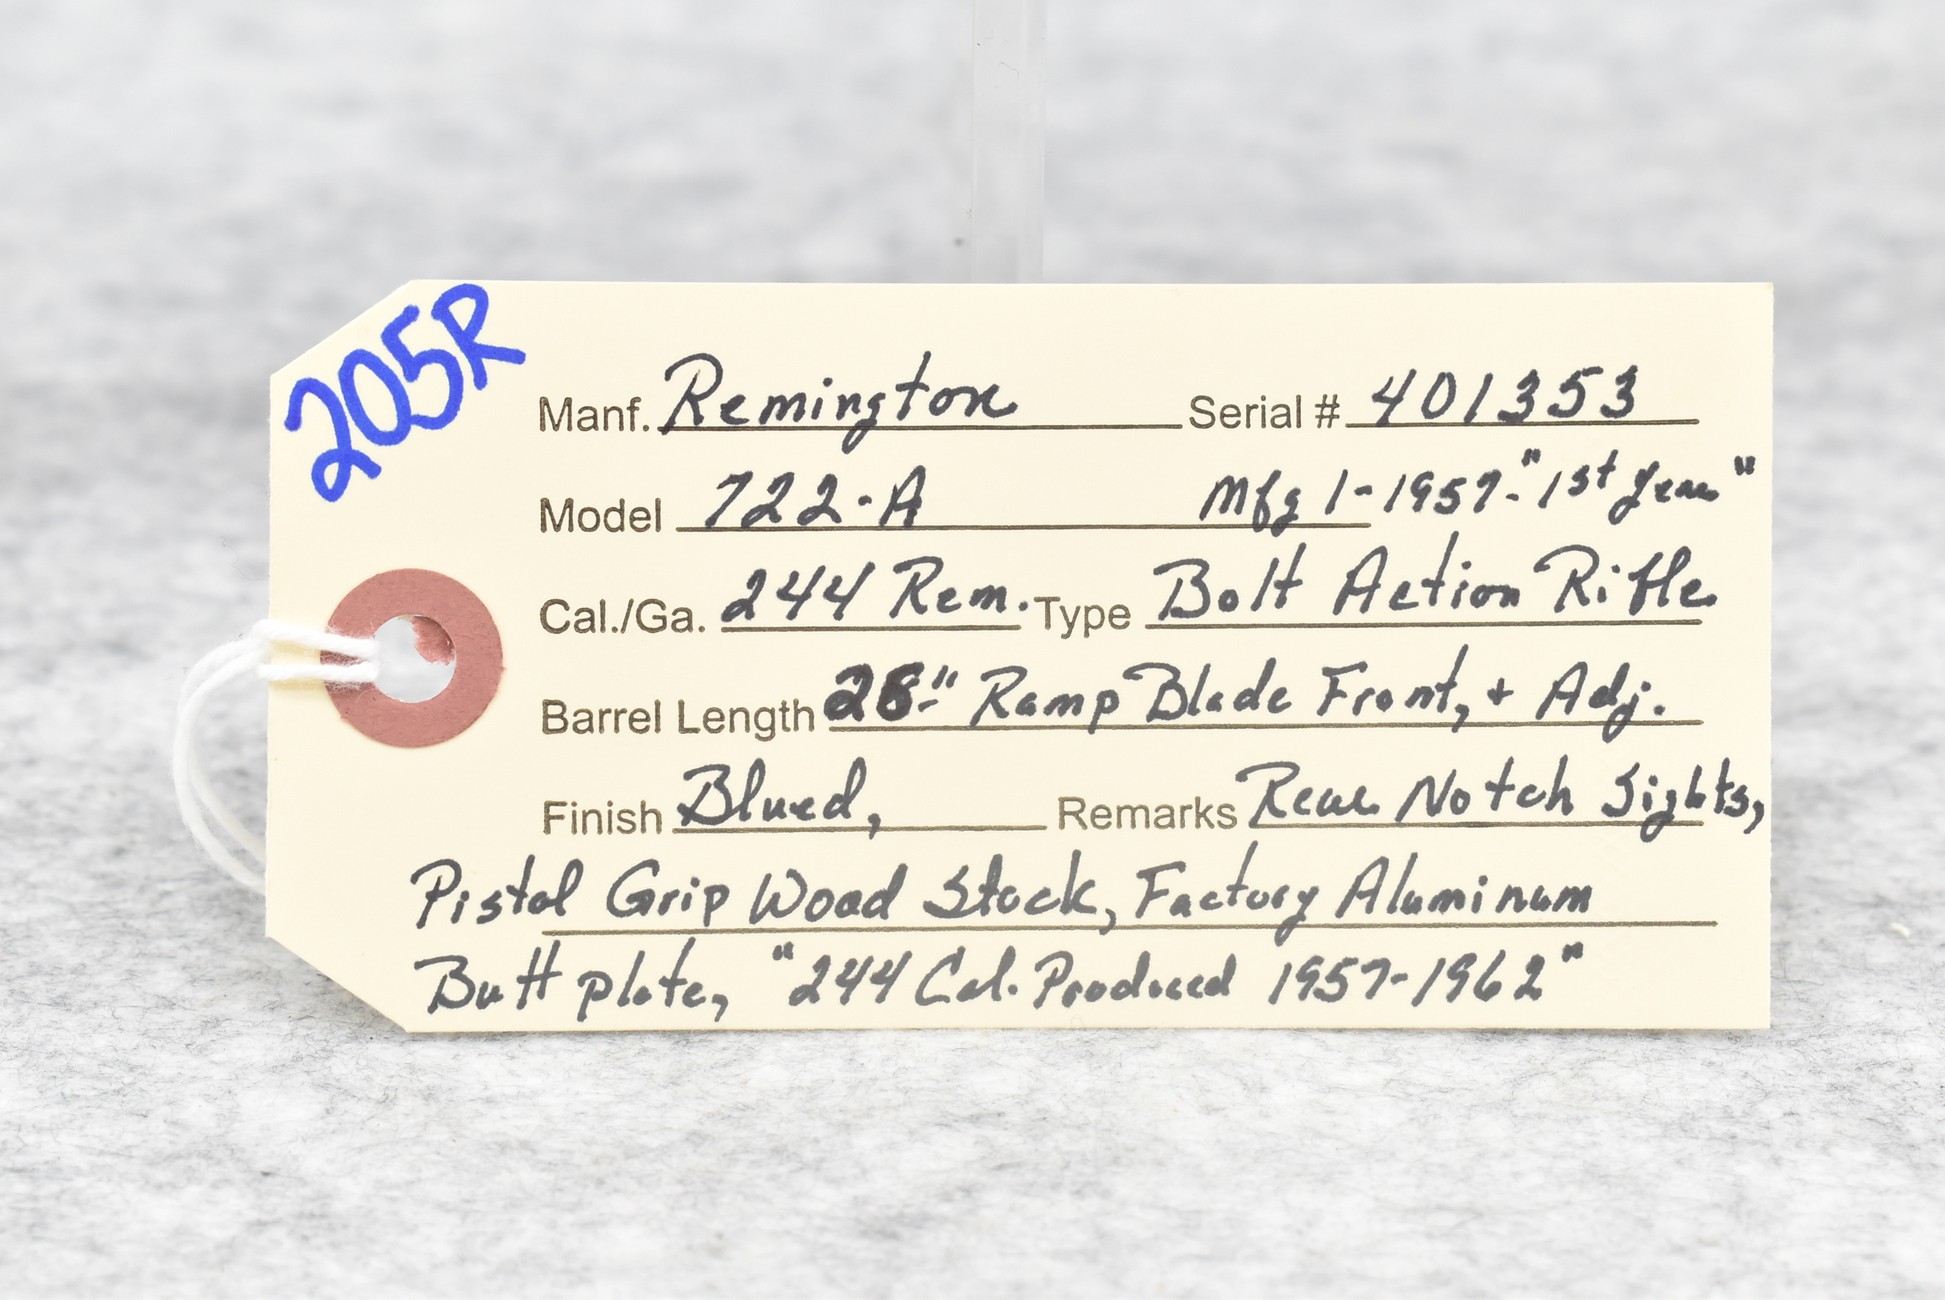 205R
Manf. Remington Serial # 401353
Model 722-A Mfg 1-1957-"1st year"
Cal./Ga. 244 Rem. Type Bolt Action Rifle
Barrel Length " Ramp Blade Front, + Adj.
Finish Blued, Remarks Rear Notch Sights,
Pistol Grip Wood Stock, Factory Aluminum
Butt plate, "244 Cal. Produced 1957-1962"